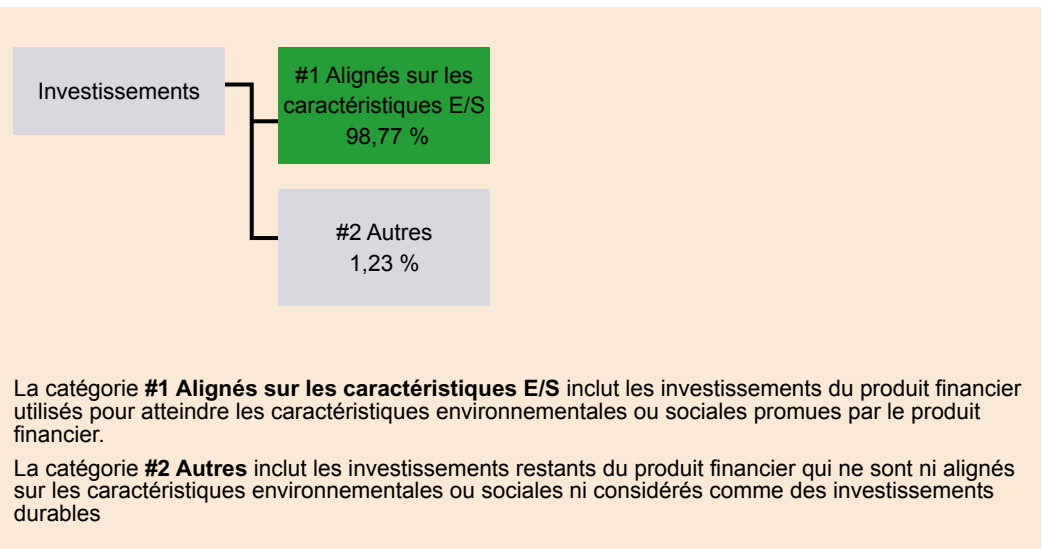 Investissements
#1 Alignés sur les
caractéristiques E/S
98,77 %
#2 Autres
1,23 %
La catégorie #1 Alignés sur les caractéristiques E/S inclut les investissements du produit financier
utilisés pour atteindre les caractéristiques environnementales ou sociales promues par le produit
financier.
La catégorie #2 Autres inclut les investissements restants du produit financier qui ne sont ni alignés
sur les caractéristiques environnementales ou sociales ni considérés comme des investissements
durables